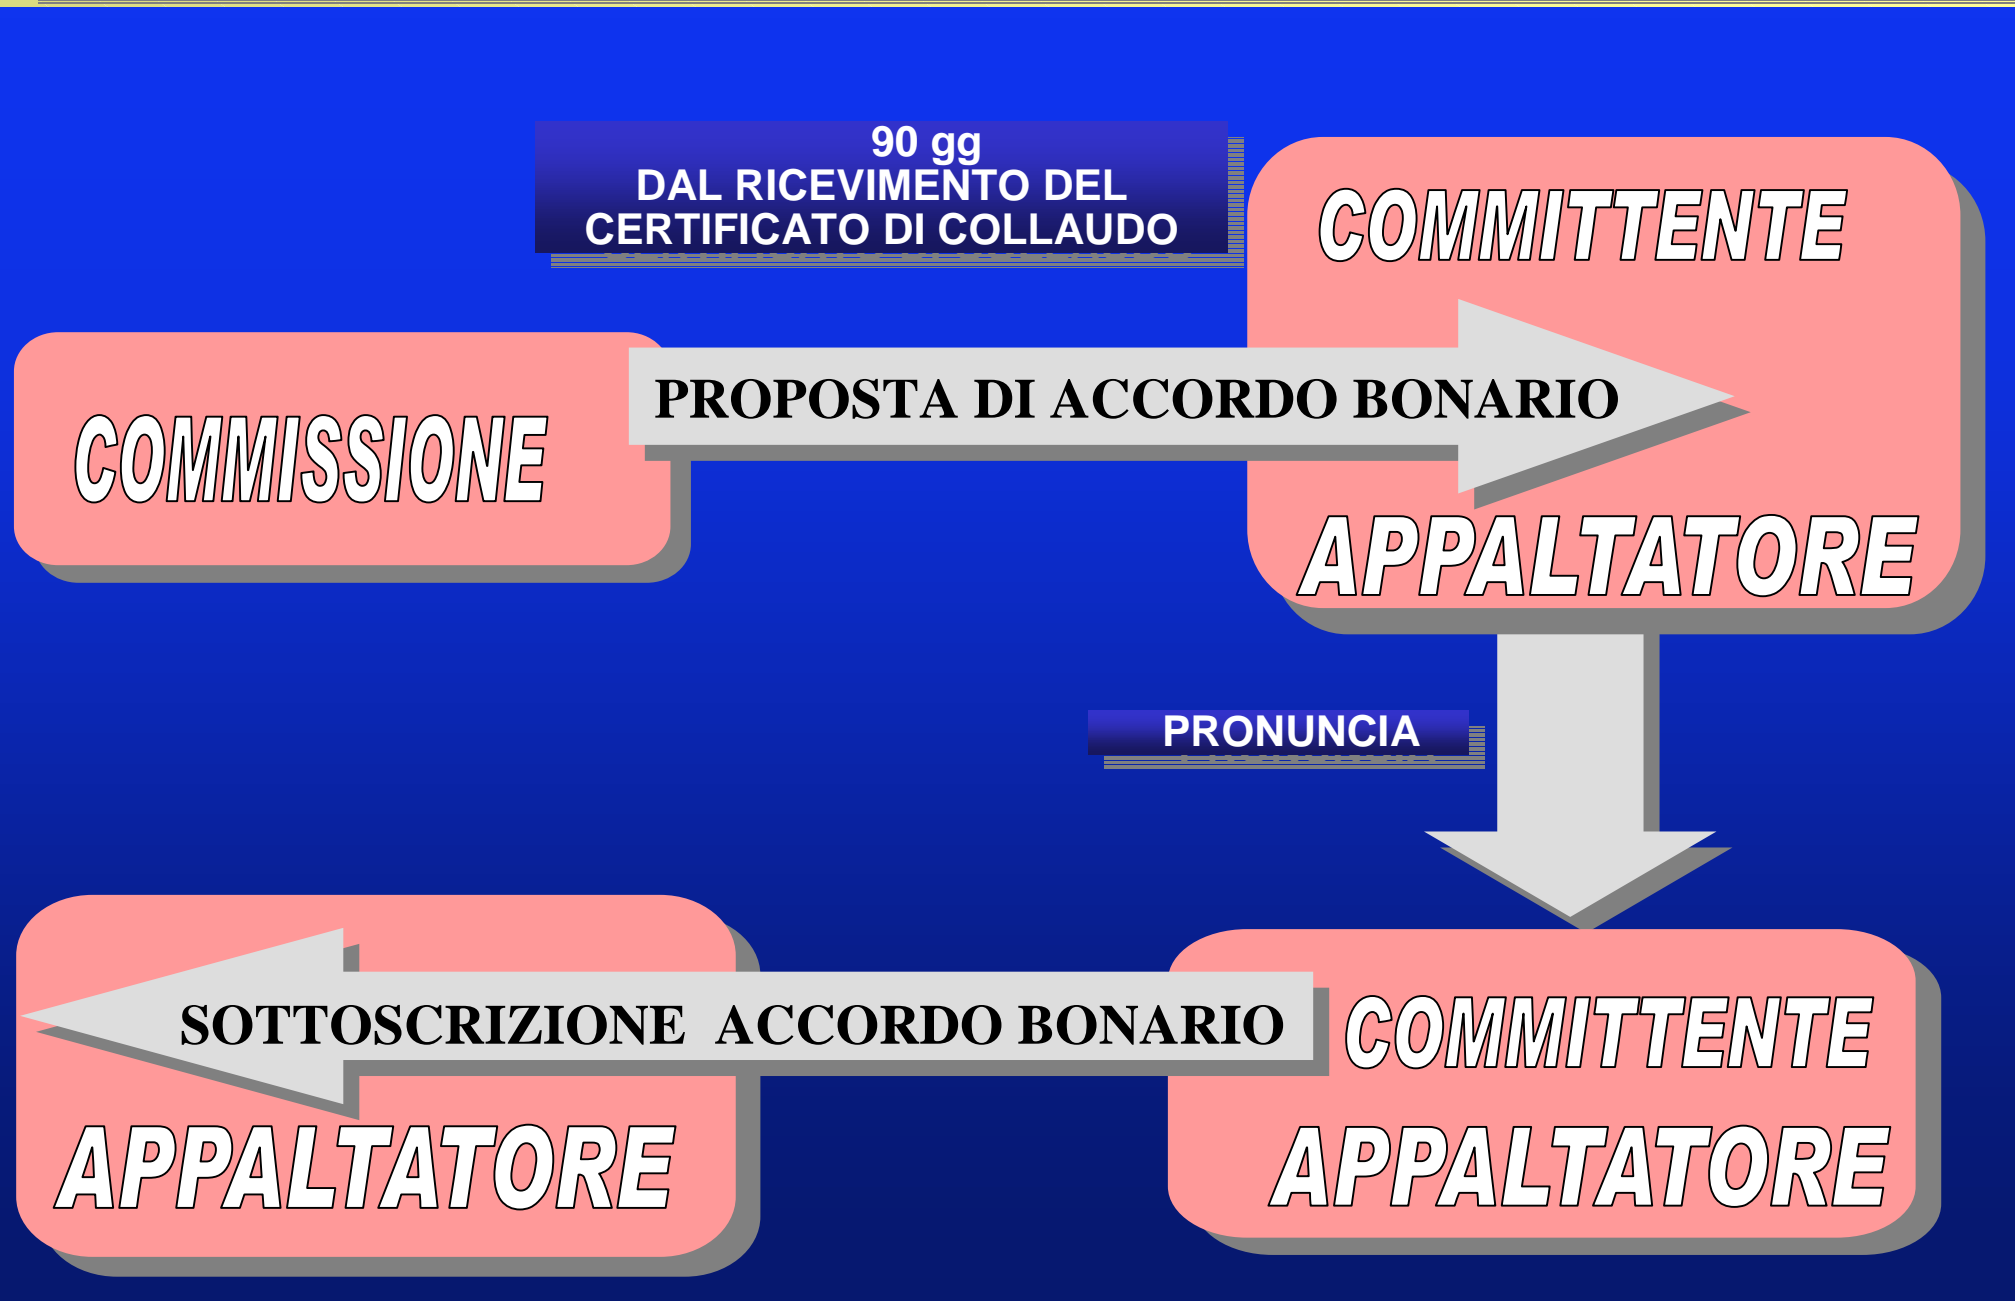 90 gg
DAL RICEVIMENTO DEL
CERTIFICATO DI COLLAUDO
COMMITTENTE
COMMISSIONE
PROPOSTA DI ACCORDO BONARIO
APPALTATORE
PRONUNCIA
SOTTOSCRIZIONE ACCORDO BONARIO
APPALTATORE
COMMITTENTE
APPALTATORE